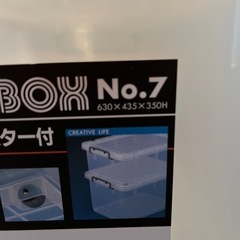 BOX No.7
630×435×350H
ター付
CREATIVE LIFE